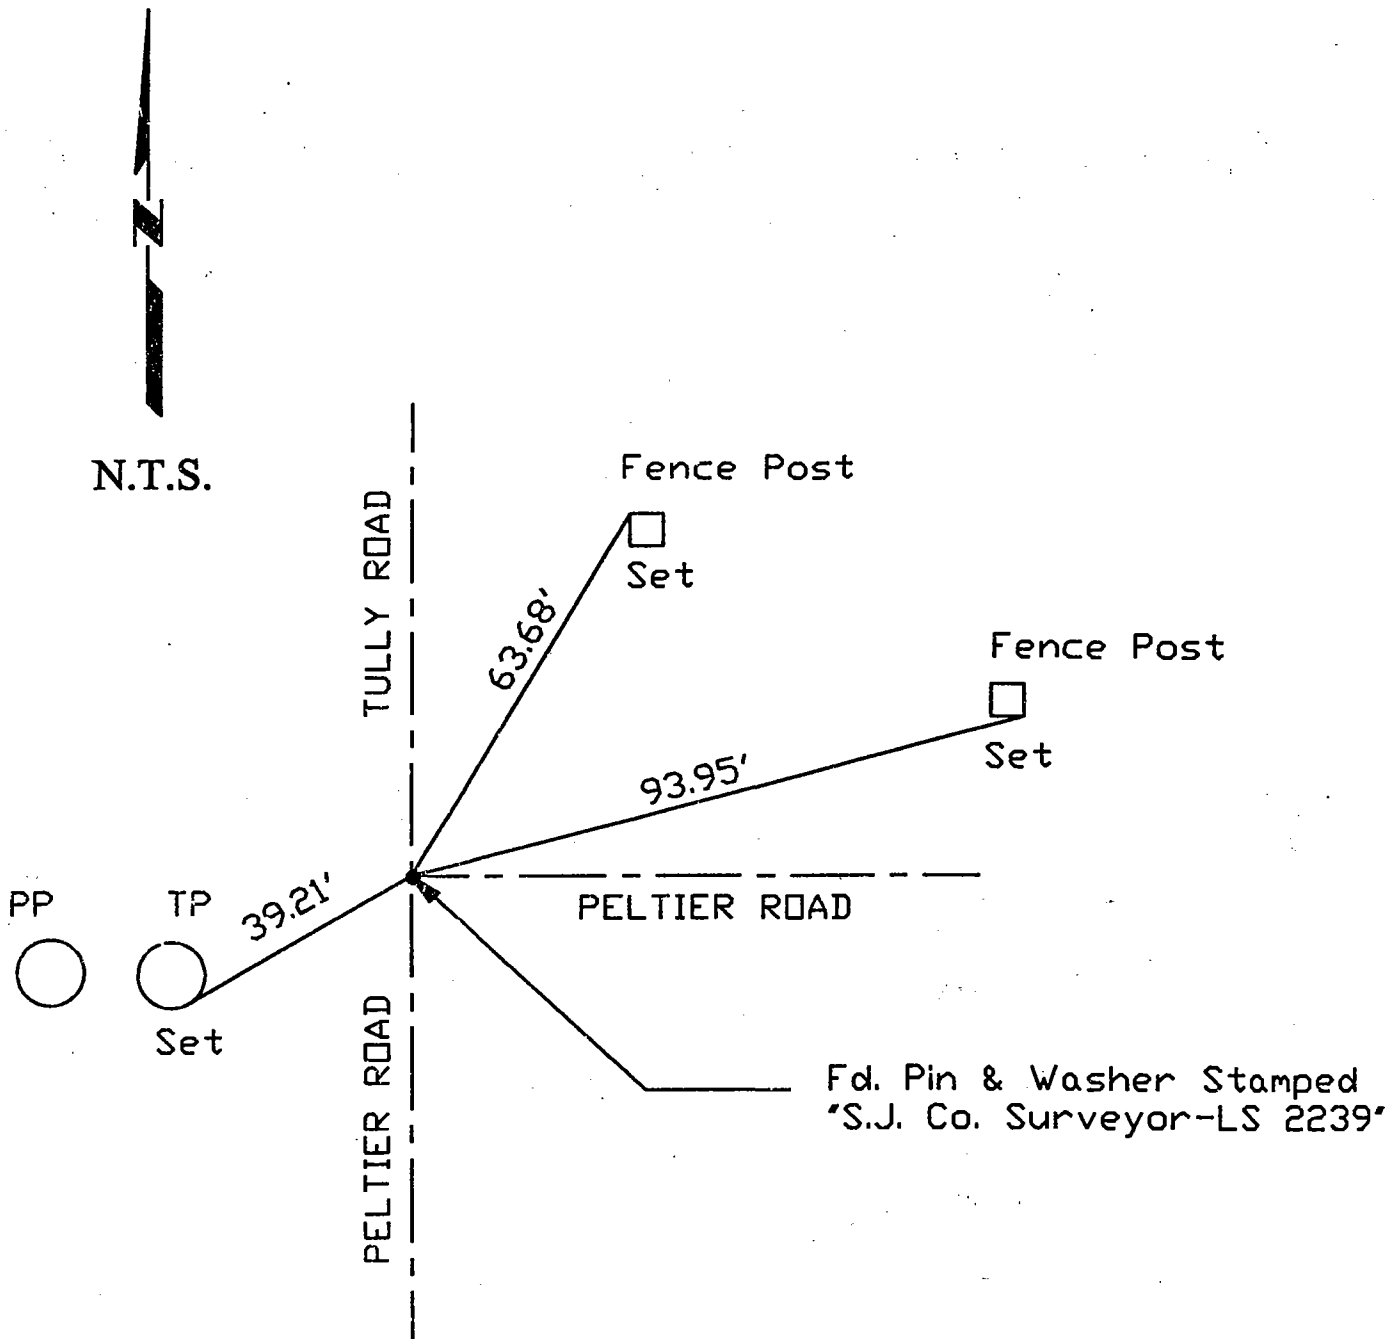 N
N.T.S.
Fence Post
Set
TULLY ROAD
63.68'
Fence Post
Set
93.95'
PP
TP
39.21'
Set
PELTIER ROAD
PELTIER ROAD
Fd. Pin & Washer Stamped
"S.J. Co. Surveyor-LS 2239"